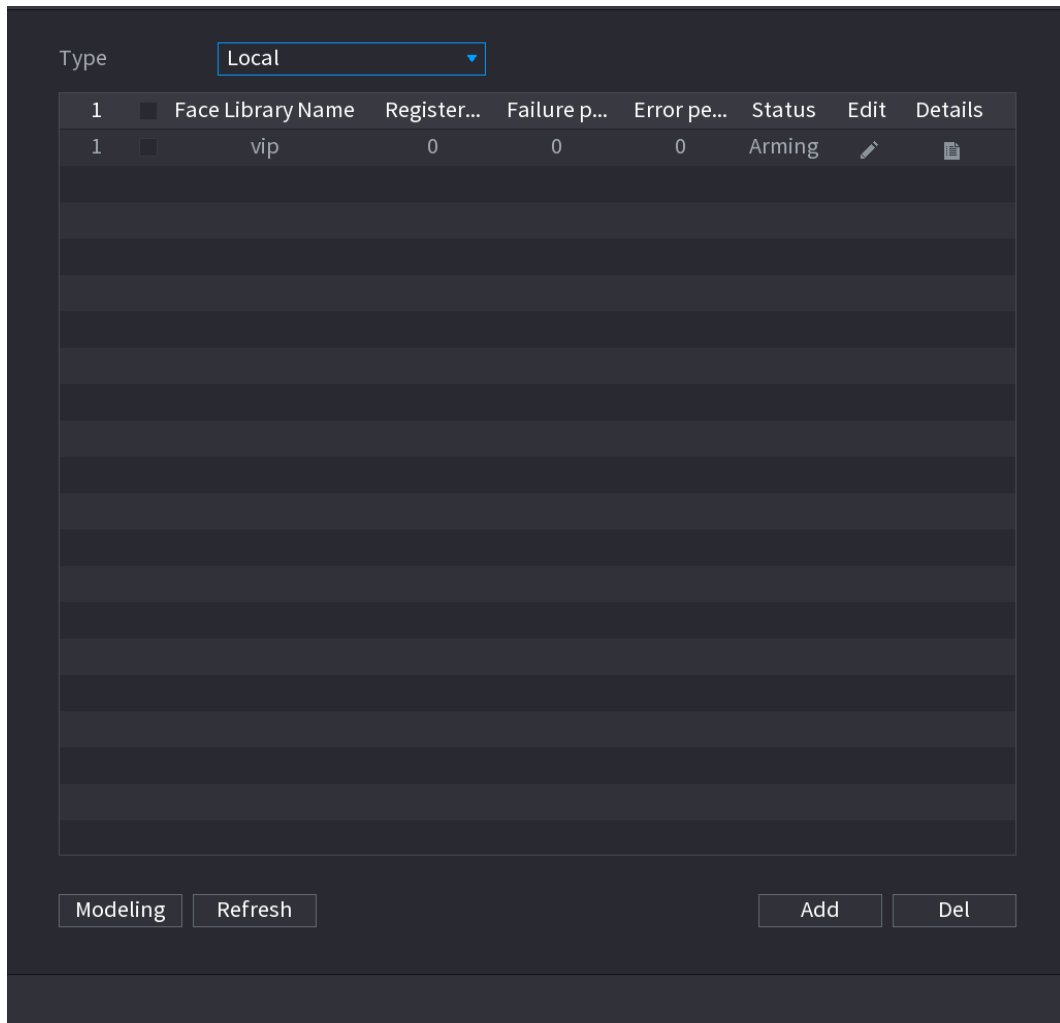 Type Local
1 Face Library Name Register... Failure p... Error pe... Status Edit Details
1 vip 0 0 0 Arming
Modeling Refresh Add Del